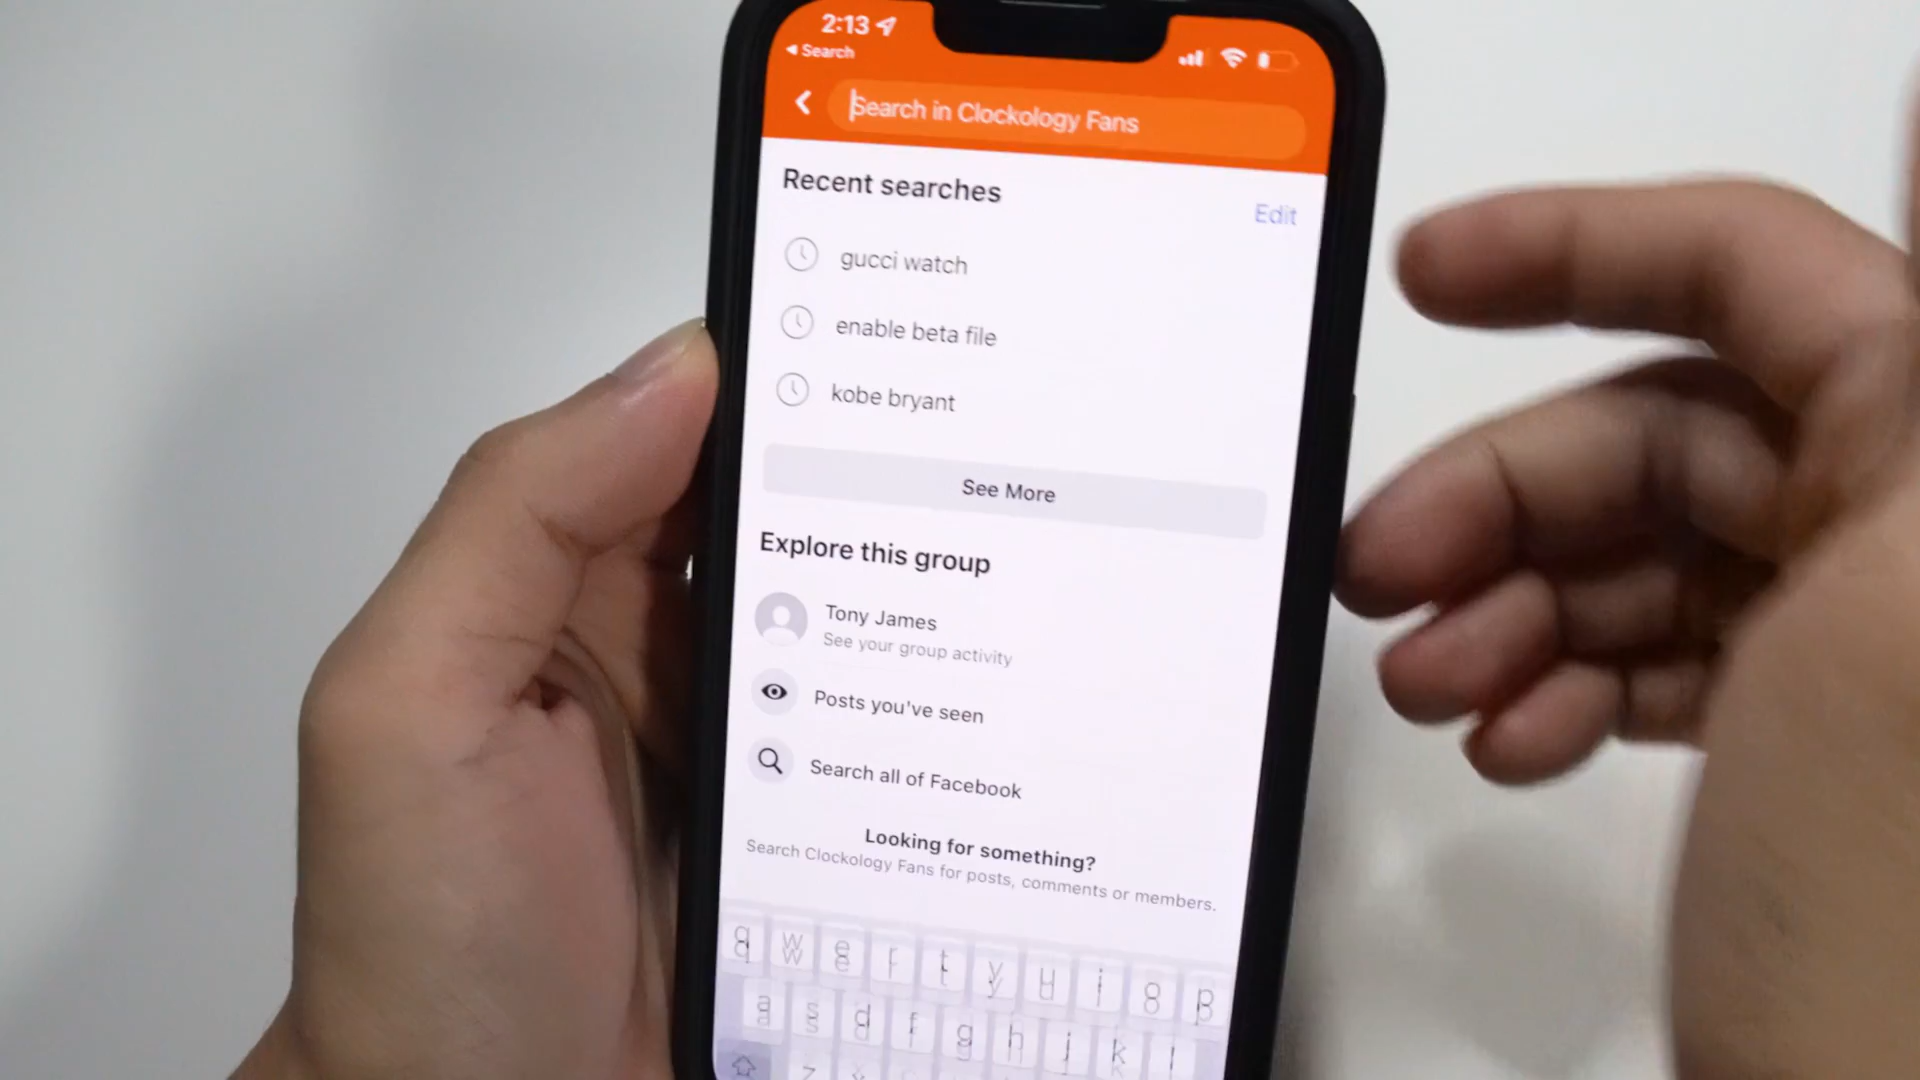 2:13
Search
Search in Clockology Fans
Recent searches
Edit
gucci watch
enable beta file
kobe bryant
See More
Explore this group
Tony James
See your group activity
Posts you've seen
Search all of Facebook
Looking for something?
Search Clockology Fans for posts, comments or members.
q w e r t y u i o p
a s d f g h j k l
z x